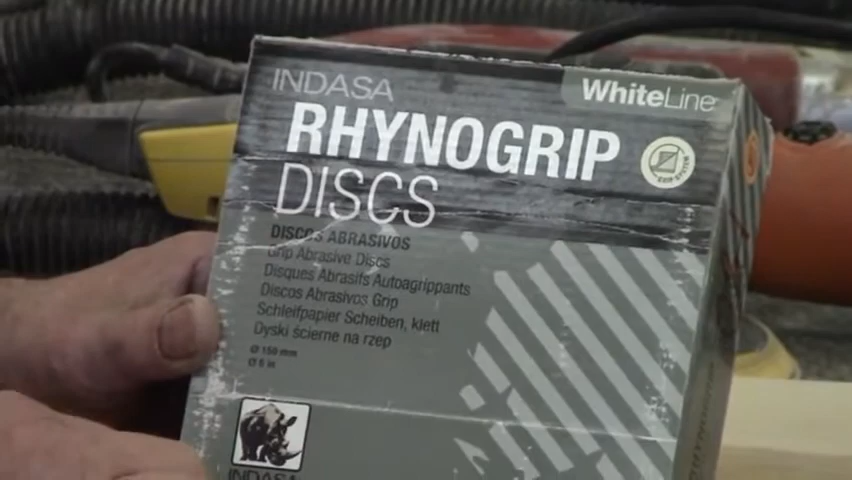 INDASA
WhiteLine
RHYNOGRIP
DISCS
DISCOS ABRASIVOS
Grip Abrasive Discs
Disques Abrasifs Autoagrippants
Discos Abrasivos Grip
Schleifpapier Scheiben, klett
Dyski ścierne na rzep
Ø 150 mm
Ø 6 in
INDASA